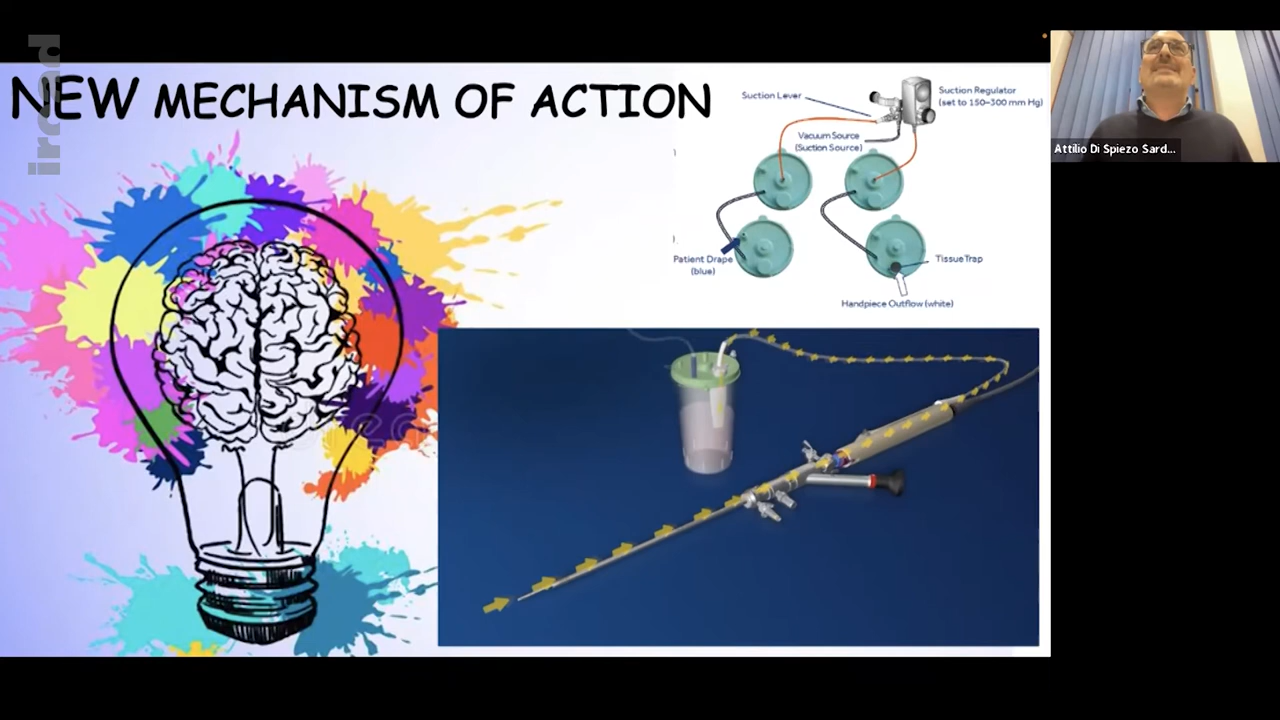 NEW MECHANISM OF ACTION
ircad
Suction Lever
Suction Regulator
(set to 150-300 mm Hg)
Vacuum Source
(Suction Source)
Patient Drape
(blue)
Tissue Trap
Handpiece Outflow (white)
Attilio Di Spiezo Sard...